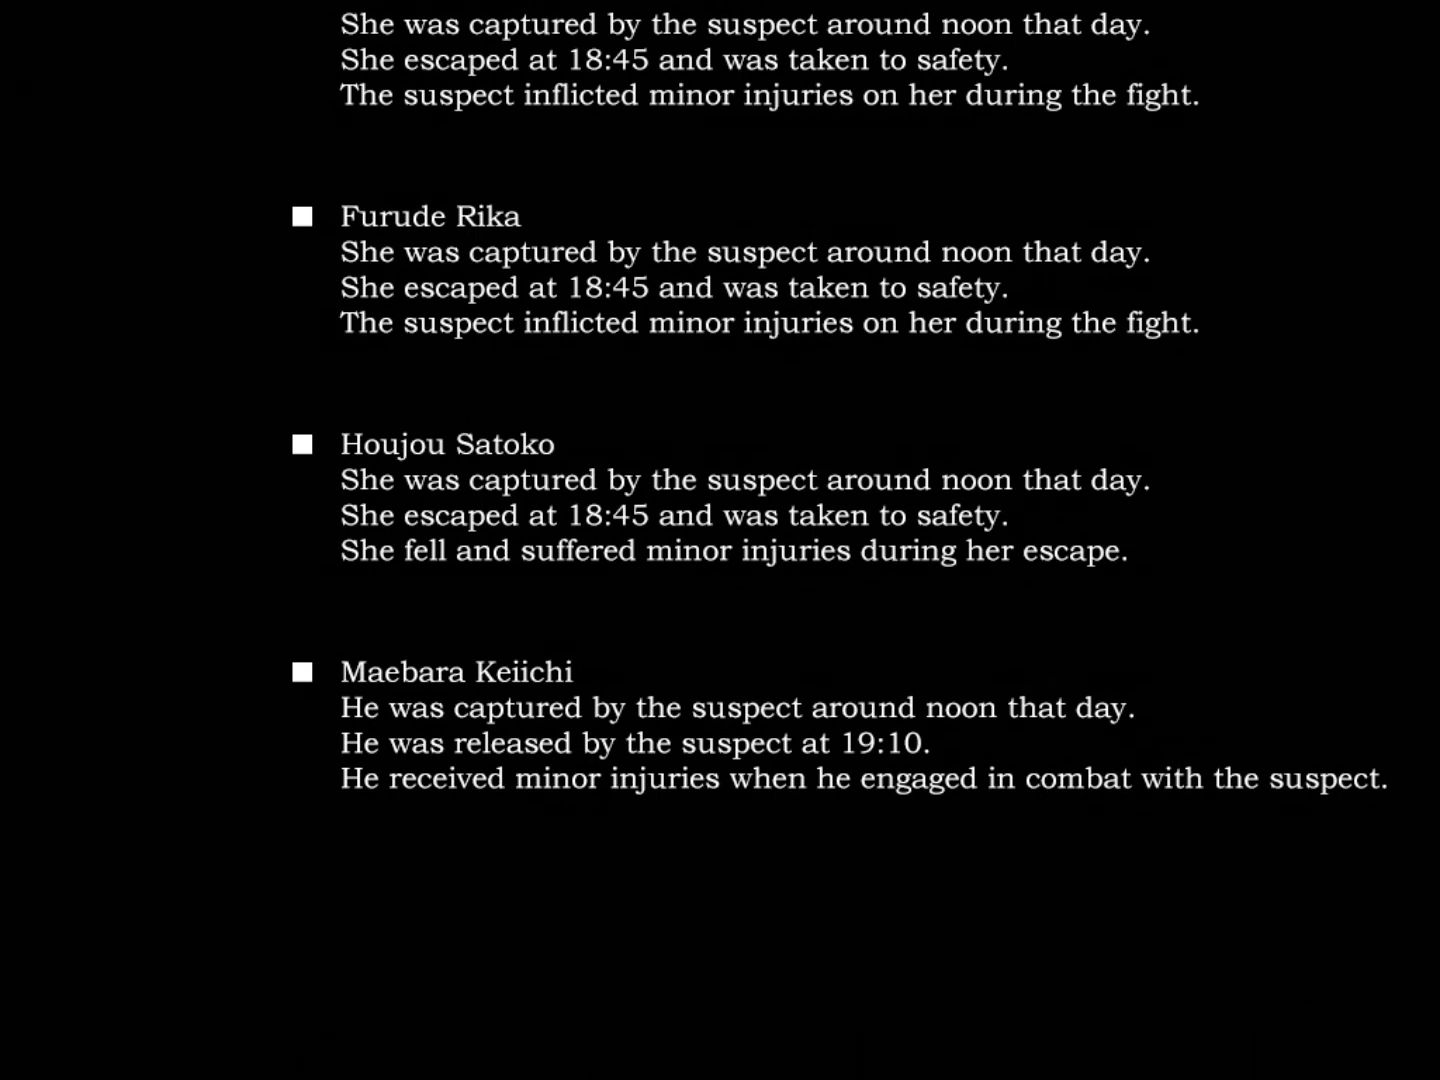 She was captured by the suspect around noon that day.
She escaped at 18:45 and was taken to safety.
The suspect inflicted minor injuries on her during the fight.
■ Furude Rika
She was captured by the suspect around noon that day.
She escaped at 18:45 and was taken to safety.
The suspect inflicted minor injuries on her during the fight.
■ Houjou Satoko
She was captured by the suspect around noon that day.
She escaped at 18:45 and was taken to safety.
She fell and suffered minor injuries during her escape.
■ Maebara Keiichi
He was captured by the suspect around noon that day.
He was released by the suspect at 19:10.
He received minor injuries when he engaged in combat with the suspect.